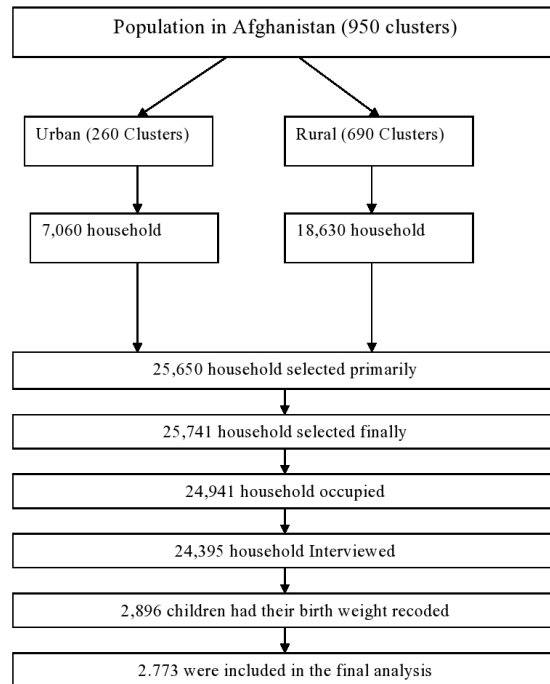 Population in Afghanistan (950 clusters)
Urban (260 Clusters)
Rural (690 Clusters)
7,060 household
18,630 household
25,650 household selected primarily
25,741 household selected finally
24,941 household occupied
24,395 household Interviewed
2,896 children had their birth weight recoded
2.773 were included in the final analysis